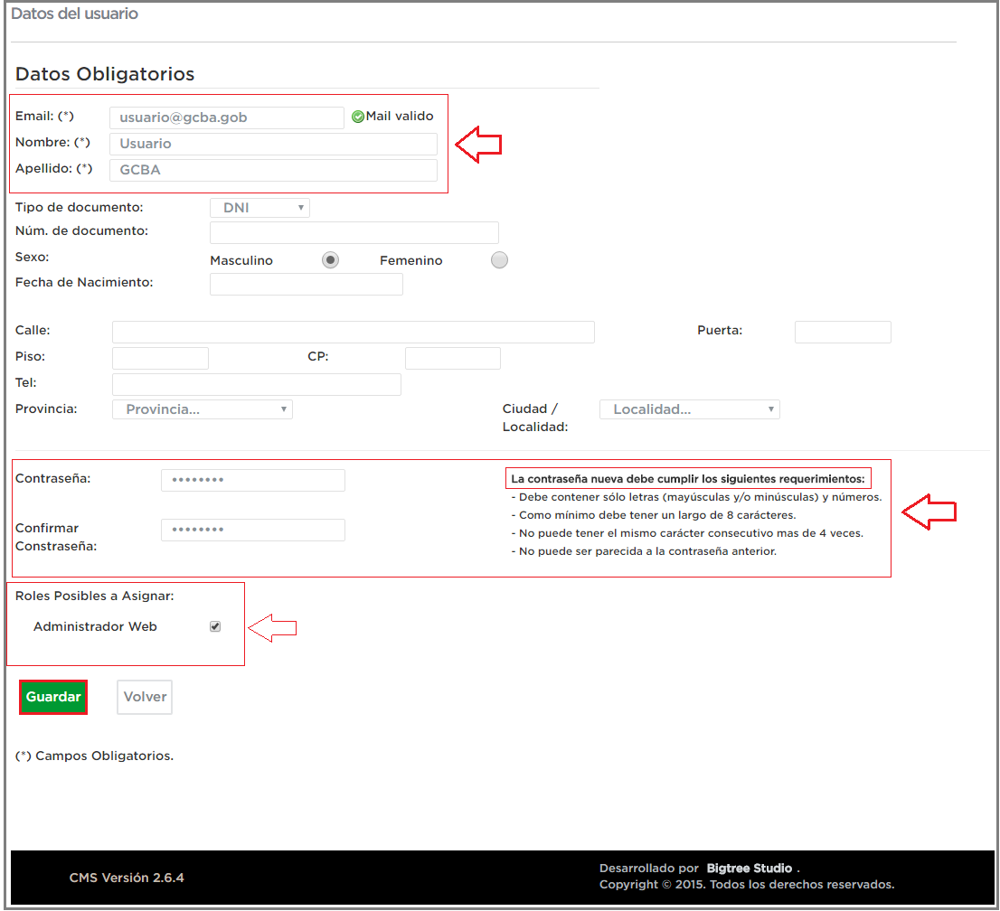 Datos del usuario
Datos Obligatorios
Email: (*) usuario@gcba.gob Mail valido
Nombre: (*) Usuario
Apellido: (*) GCBA
Tipo de documento: DNI
Núm. de documento:
Sexo: Masculino Femenino
Fecha de Nacimiento:
Calle: Puerta:
Piso: CP:
Tel:
Provincia: Provincia... Ciudad / Localidad...
Localidad:
Contraseña: •••••••• La contraseña nueva debe cumplir los siguientes requerimientos:
- Debe contener sólo letras (mayúsculas y/o minúsculas) y números.
- Como mínimo debe tener un largo de 8 carácteres.
Confirmar •••••••• - No puede tener el mismo carácter consecutivo mas de 4 veces.
Constraseña: - No puede ser parecida a la contraseña anterior.
Roles Posibles a Asignar:
Administrador Web
Guardar Volver
(*) Campos Obligatorios.
CMS Versión 2.6.4
Desarrollado por Bigtree Studio .
Copyright © 2015. Todos los derechos reservados.